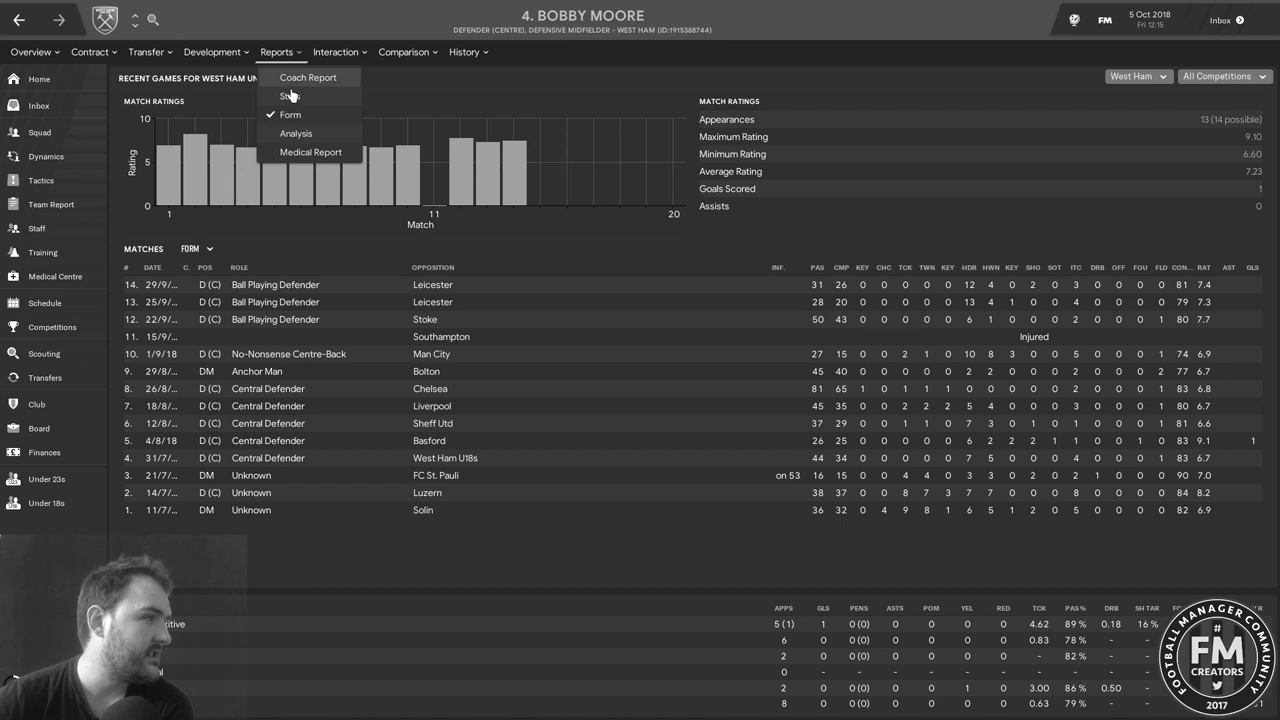 4. BOBBY MOORE
DEFENDER (CENTRE), DEFENSIVE MIDFIELDER - WEST HAM (ID:1915388744)
FM
5 Oct 2018
Fri 12:15
Inbox
Overview Contract Transfer Development Reports Interaction Comparison History
Home
Inbox
Squad
Dynamics
Tactics
Team Report
Staff
Training
Medical Centre
Schedule
Competitions
Scouting
Transfers
Club
Board
Finances
Under 23s
Under 18s
RECENT GAMES FOR WEST HAM UN
West Ham All Competitions
Coach Report
Form
Analysis
Medical Report
MATCH RATINGS
10
5
0
Rating
1 11 20
Match
MATCH RATINGS
Appearances 13 (14 possible)
Maximum Rating 9.10
Minimum Rating 6.60
Average Rating 7.23
Goals Scored 1
Assists 0
MATCHES FORM
# DATE C. POS ROLE OPPOSITION INF. PAS CMP KEY CHC TCK TWN KEY HDR HWN KEY SHO SOT ITC DRB OFF FOU FLD CON... RAT AST GLS
14. 29/9/... D (C) Ball Playing Defender Leicester 31 26 0 0 0 0 0 12 4 0 2 0 3 0 0 0 0 81 7.4
13. 25/9/... D (C) Ball Playing Defender Leicester 28 20 0 0 0 0 0 13 4 1 0 0 4 0 0 0 0 79 7.3
12. 22/9/... D (C) Ball Playing Defender Stoke 50 43 0 0 0 0 0 6 1 0 0 0 2 0 0 0 1 80 7.7
11. 15/9/... Southampton Injured
10. 1/9/18 D (C) No-Nonsense Centre-Back Man City 27 15 0 0 2 1 0 10 8 3 0 0 5 0 0 0 1 74 6.9
9. 29/8/... DM Anchor Man Bolton 45 40 0 0 0 0 0 2 2 0 0 0 2 0 0 0 2 77 6.7
8. 26/8/... D (C) Central Defender Chelsea 81 65 1 0 1 1 1 0 0 0 0 0 2 0 0 0 1 83 6.8
7. 18/8/... D (C) Central Defender Liverpool 45 35 0 0 2 2 2 5 4 0 0 0 3 0 0 0 1 80 6.7
6. 12/8/... D (C) Central Defender Sheff Utd 37 29 0 0 1 1 0 7 3 0 1 0 3 0 0 0 1 81 6.6
5. 4/8/18 D (C) Central Defender Basford 26 25 0 0 0 0 0 6 2 2 2 1 1 0 0 1 0 83 9.1 1
4. 31/7/... D (C) Central Defender West Ham U18s 44 34 0 0 0 0 0 7 5 0 0 0 4 0 0 0 0 83 6.7
3. 21/7/... DM Unknown FC St. Pauli on 53 16 15 0 0 4 4 0 3 3 0 2 0 2 1 0 0 0 90 7.0
2. 14/7/... D (C) Unknown Luzern 38 37 0 0 8 7 3 7 7 0 0 0 8 0 0 0 0 84 8.2
1. 11/7/... DM Unknown Solin 36 32 0 4 9 8 1 6 5 1 2 0 5 0 0 0 0 82 6.9
APPS GLS PENS ASTS POM YEL RED TCK PAS % DRB SH TAR
itive 5 (1) 1 0 (0) 0 0 0 0 4.62 89 % 0.18 16 %
6 0 0 (0) 0 0 0 0 0.83 78 % - -
2 0 0 (0) 0 0 0 0 - 82 % - -
0 0 0 (0) 0 0 0 0 - - - -
2 0 0 (0) 0 0 1 0 3.00 86 % 0.50 -
8 0 0 (0) 0 0 0 0 0.63 79 % - -
FOOTBALL MANAGER COMMUNITY
#
FM
CREATORS
2017